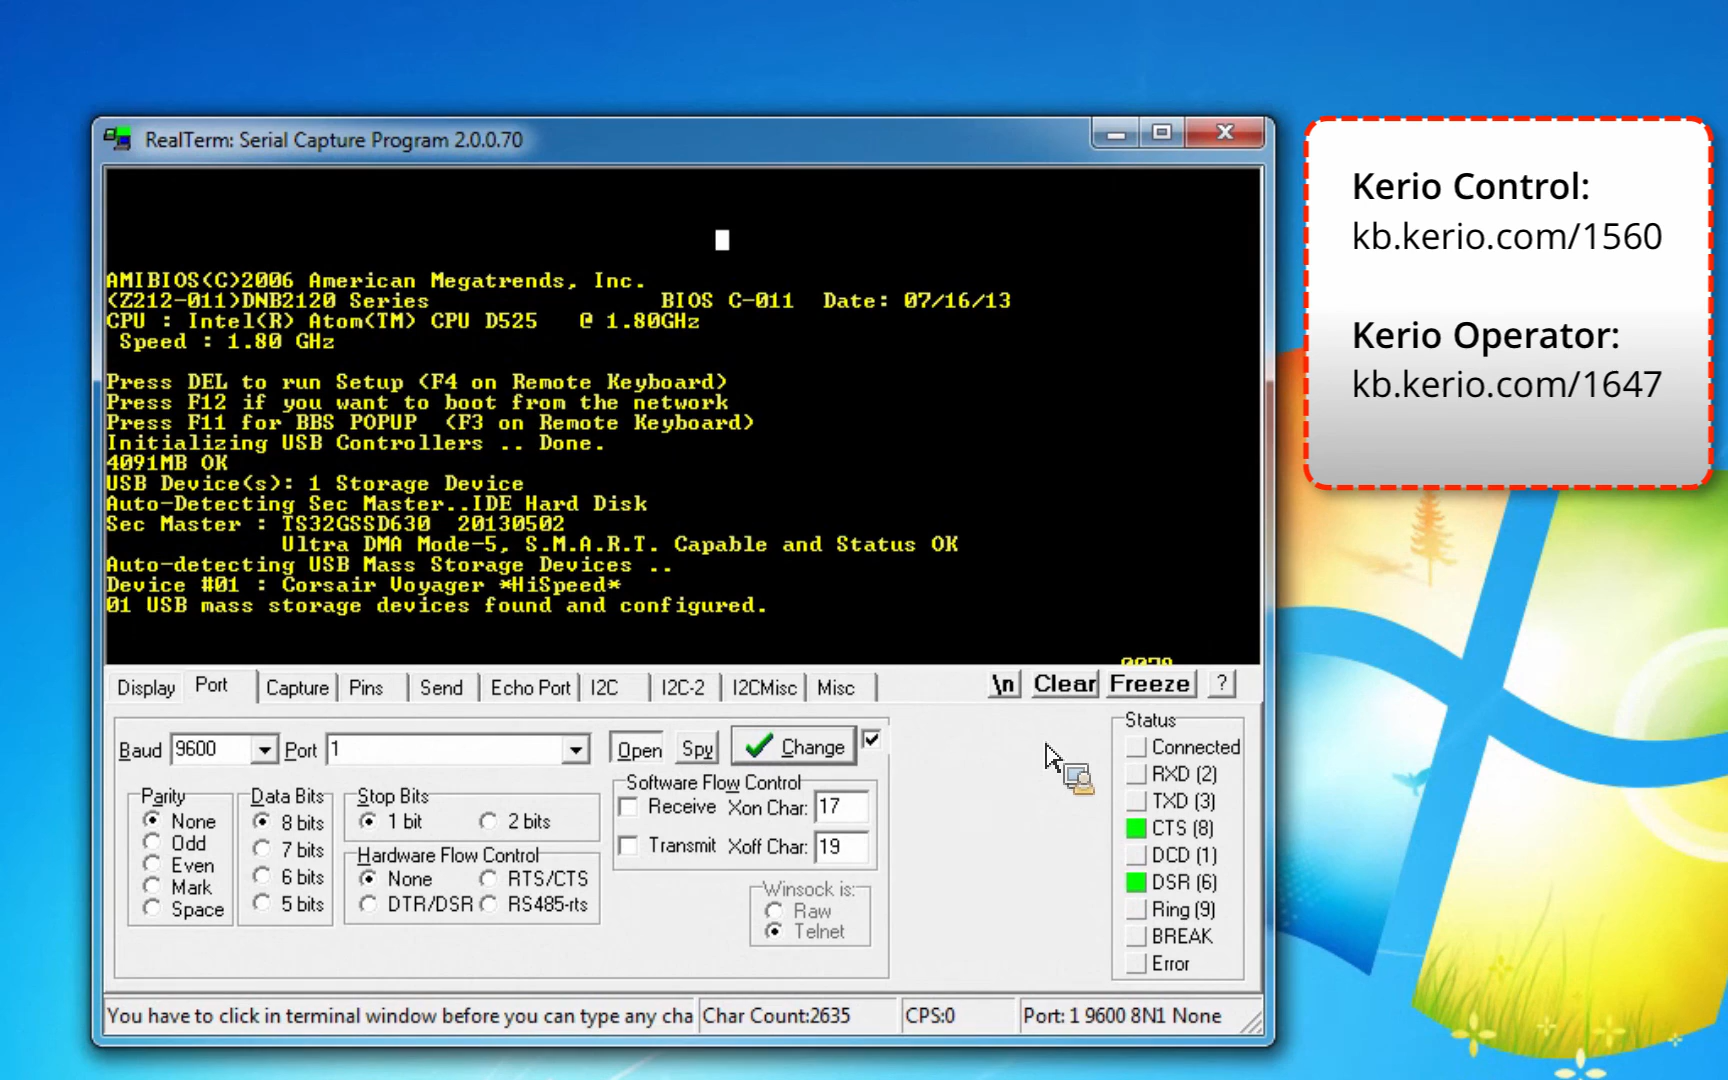 RealTerm: Serial Capture Program 2.0.0.70
AMIBIOS(C)2006 American Megatrends, Inc.
(Z212-011)DNB2120 Series BIOS C-011 Date: 07/16/13
CPU : Intel(R) Atom(TM) CPU D525 @ 1.80GHz
Speed : 1.80 GHz
Press DEL to run Setup (F4 on Remote Keyboard)
Press F12 if you want to boot from the network
Press F11 for BBS POPUP (F3 on Remote Keyboard)
Initializing USB Controllers .. Done.
4091MB OK
USB Device(s): 1 Storage Device
Auto-Detecting Sec Master..IDE Hard Disk
Sec Master : TS32GSSD630 20130502
Ultra DMA Mode-5, S.M.A.R.T. Capable and Status OK
Auto-detecting USB Mass Storage Devices ..
Device #01 : Corsair Voyager *HiSpeed*
01 USB mass storage devices found and configured.
Display Port Capture Pins Send Echo Port I2C I2C-2 I2CMisc Misc \n Clear Freeze ?
Baud 9600 Port 1 Open Spy Change
Parity
None
Odd
Even
Mark
Space
Data Bits
8 bits
7 bits
6 bits
5 bits
Stop Bits
1 bit 2 bits
Hardware Flow Control
None RTS/CTS
DTR/DSR RS485-rts
Software Flow Control
Receive Xon Char: 17
Transmit Xoff Char: 19
Winsock is:
Raw
Telnet
Status
Connected
RXD (2)
TXD (3)
CTS (8)
DCD (1)
DSR (6)
Ring (9)
BREAK
Error
You have to click in terminal window before you can type any cha Char Count:2635 CPS:0 Port: 1 9600 8N1 None
Kerio Control:
kb.kerio.com/1560
Kerio Operator:
kb.kerio.com/1647